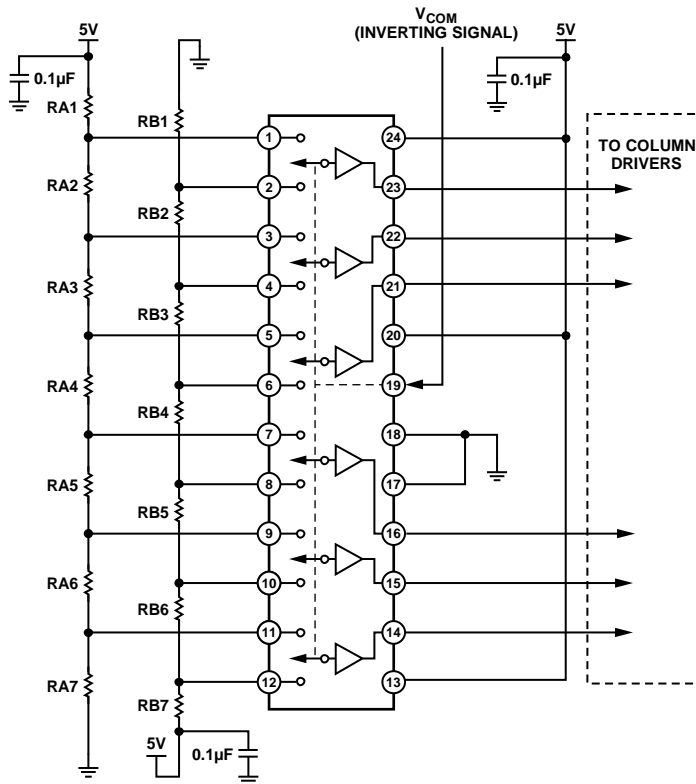 V_COM
(INVERTING SIGNAL)
5V
5V
0.1µF
0.1µF
RA1
RB1
1
24
TO COLUMN
DRIVERS
RA2
2
23
RB2
3
22
RA3
4
21
RB3
5
20
RA4
6
19
RB4
7
18
RA5
8
17
RB5
9
16
RA6
10
15
RB6
11
14
RA7
12
13
RB7
5V
0.1µF